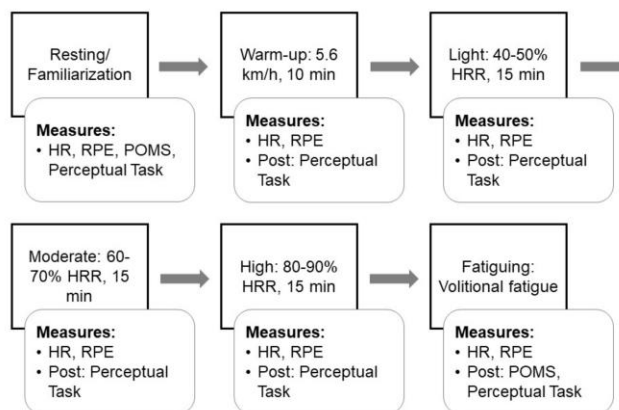 Resting/
Familiarization
Measures:
• HR, RPE, POMS,
Perceptual Task
Warm-up: 5.6
km/h, 10 min
Measures:
• HR, RPE
• Post: Perceptual
Task
Light: 40-50%
HRR, 15 min
Measures:
• HR, RPE
• Post: Perceptual
Task
Moderate: 60-
70% HRR, 15
min
Measures:
• HR, RPE
• Post: Perceptual
Task
High: 80-90%
HRR, 15 min
Measures:
• HR, RPE
• Post: Perceptual
Task
Fatiguing:
Volitional fatigue
Measures:
• HR, RPE
• Post: POMS,
Perceptual Task